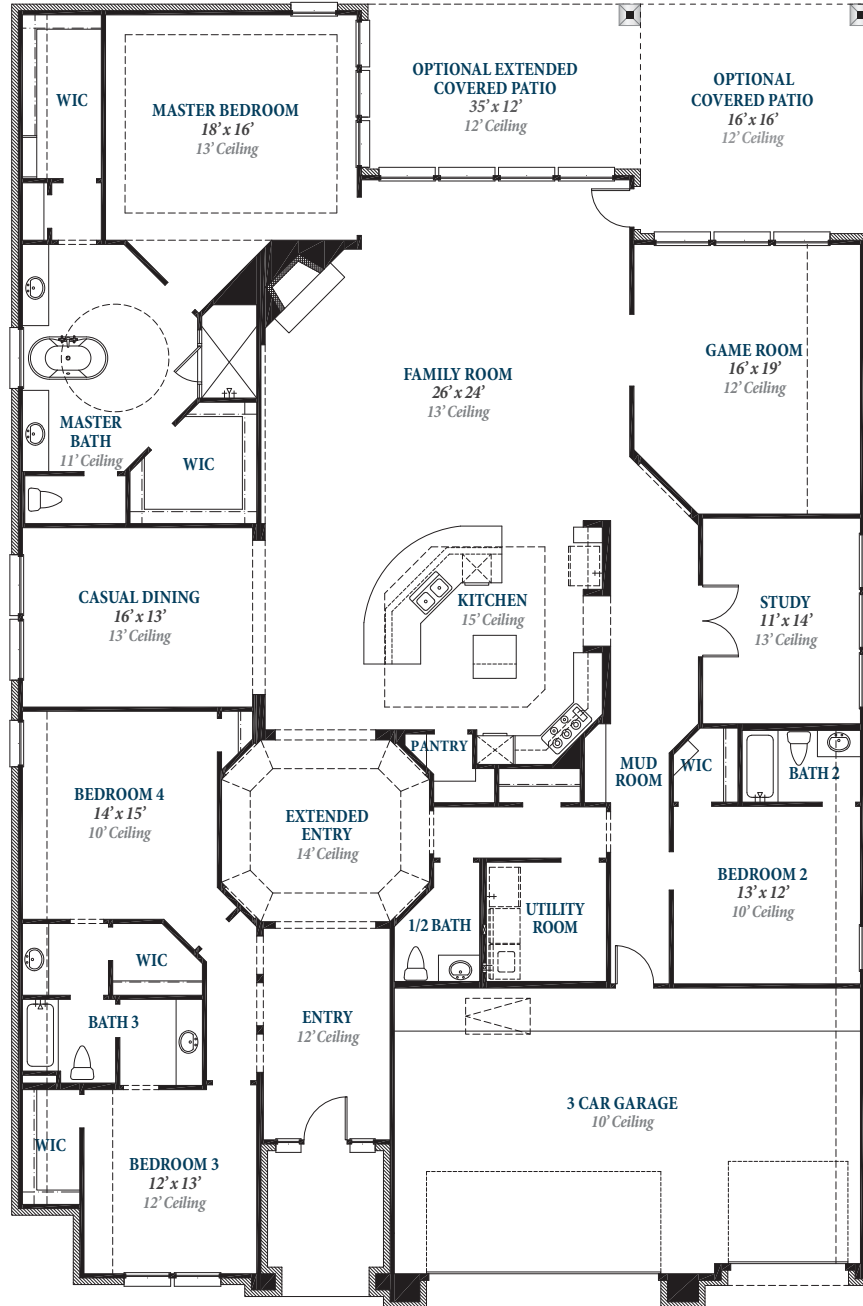 WIC
MASTER BEDROOM
18' x 16'
13' Ceiling
OPTIONAL EXTENDED
COVERED PATIO
35' x 12'
12' Ceiling
OPTIONAL
COVERED PATIO
16' x 16'
12' Ceiling
FAMILY ROOM
26' x 24'
13' Ceiling
GAME ROOM
16' x 19'
12' Ceiling
MASTER
BATH
11' Ceiling
WIC
CASUAL DINING
16' x 13'
13' Ceiling
KITCHEN
15' Ceiling
STUDY
11' x 14'
13' Ceiling
PANTRY
MUD
ROOM
WIC
BATH 2
BEDROOM 4
14' x 15'
10' Ceiling
EXTENDED
ENTRY
14' Ceiling
BEDROOM 2
13' x 12'
10' Ceiling
1/2 BATH
UTILITY
ROOM
WIC
BATH 3
ENTRY
12' Ceiling
3 CAR GARAGE
10' Ceiling
WIC
BEDROOM 3
12' x 13'
12' Ceiling